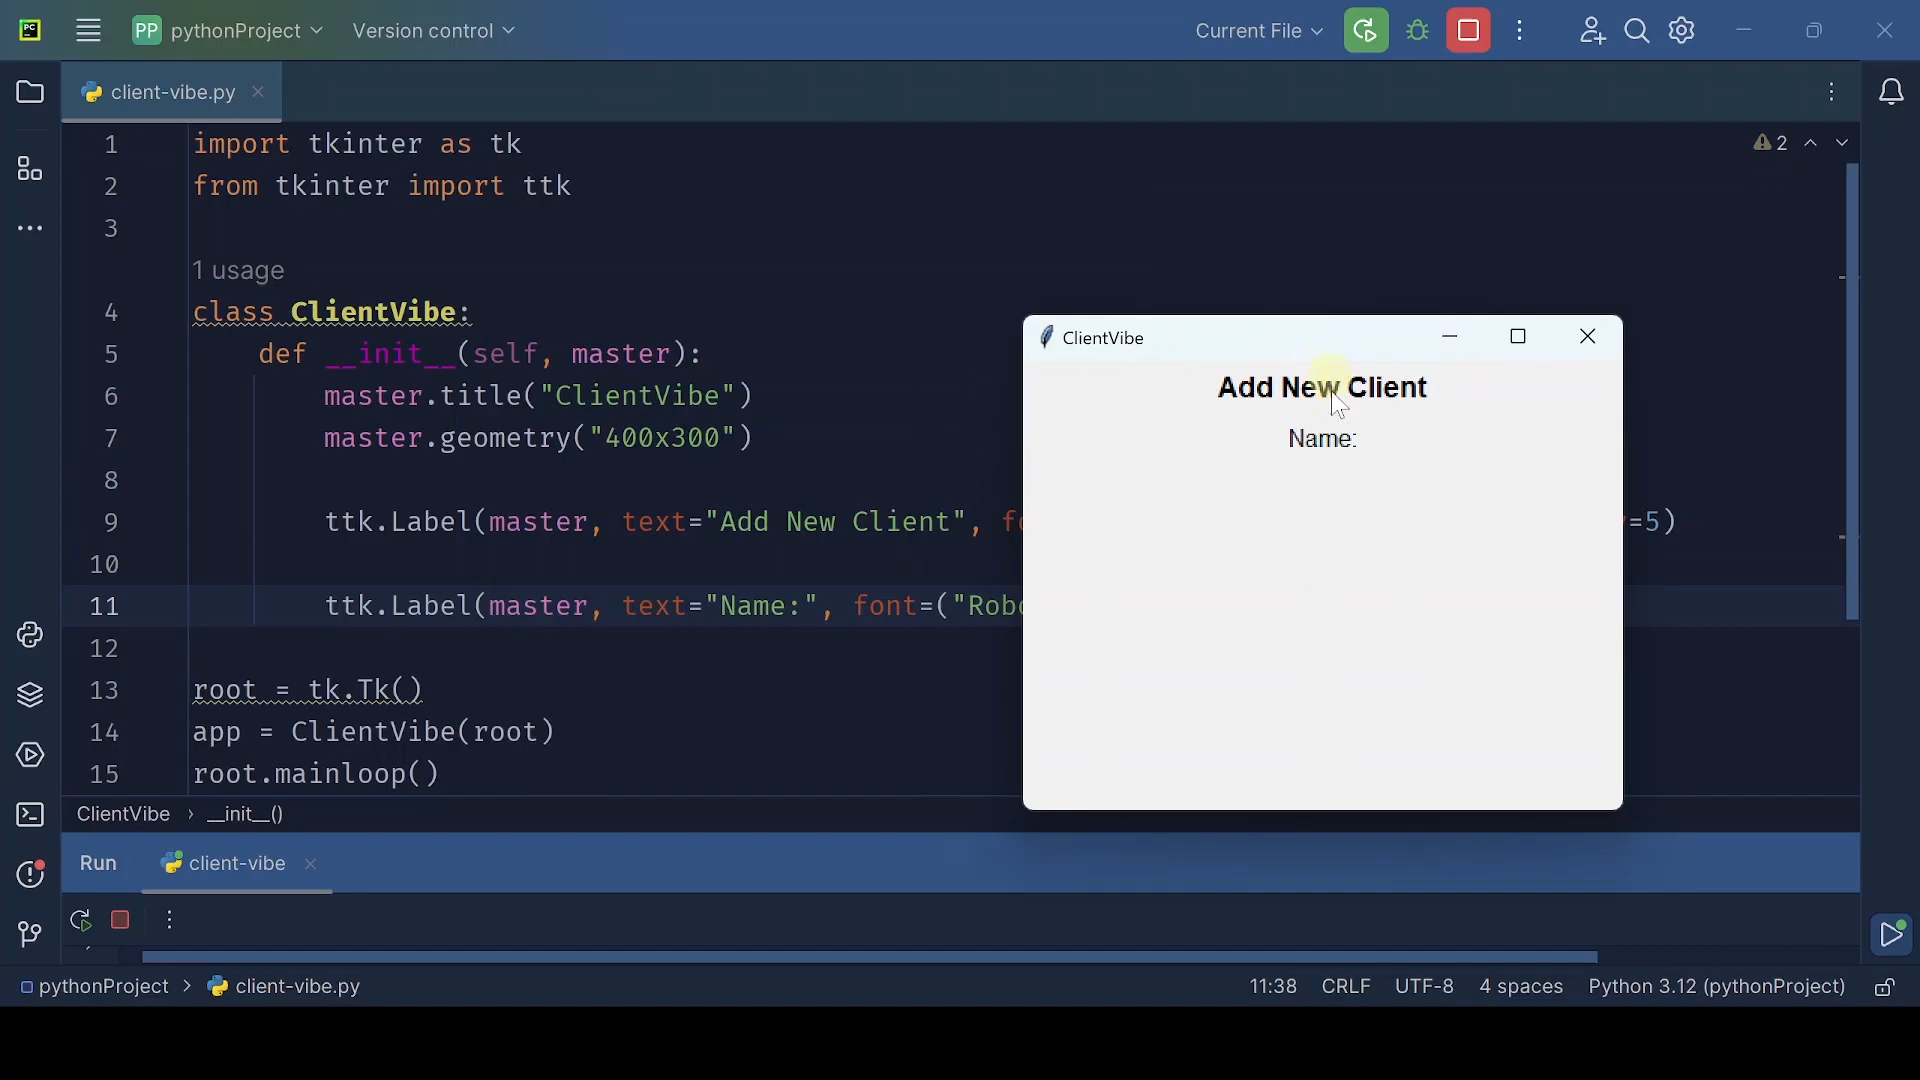 PC
PP pythonProject
Version control
Current File
client-vibe.py
2
1 import tkinter as tk
2 from tkinter import ttk
3
1 usage
4 class ClientVibe:
5 def __init__(self, master):
6 master.title("ClientVibe")
7 master.geometry("400x300")
8
9 ttk.Label(master, text="Add New Client", =5)
10
11 ttk.Label(master, text="Name:", font=("Robo
12
13 root = tk.Tk()
14 app = ClientVibe(root)
15 root.mainloop()
ClientVibe
Add New Client
Name:
ClientVibe › __init__()
Run client-vibe
pythonProject > client-vibe.py
11:38 CRLF UTF-8 4 spaces Python 3.12 (pythonProject)